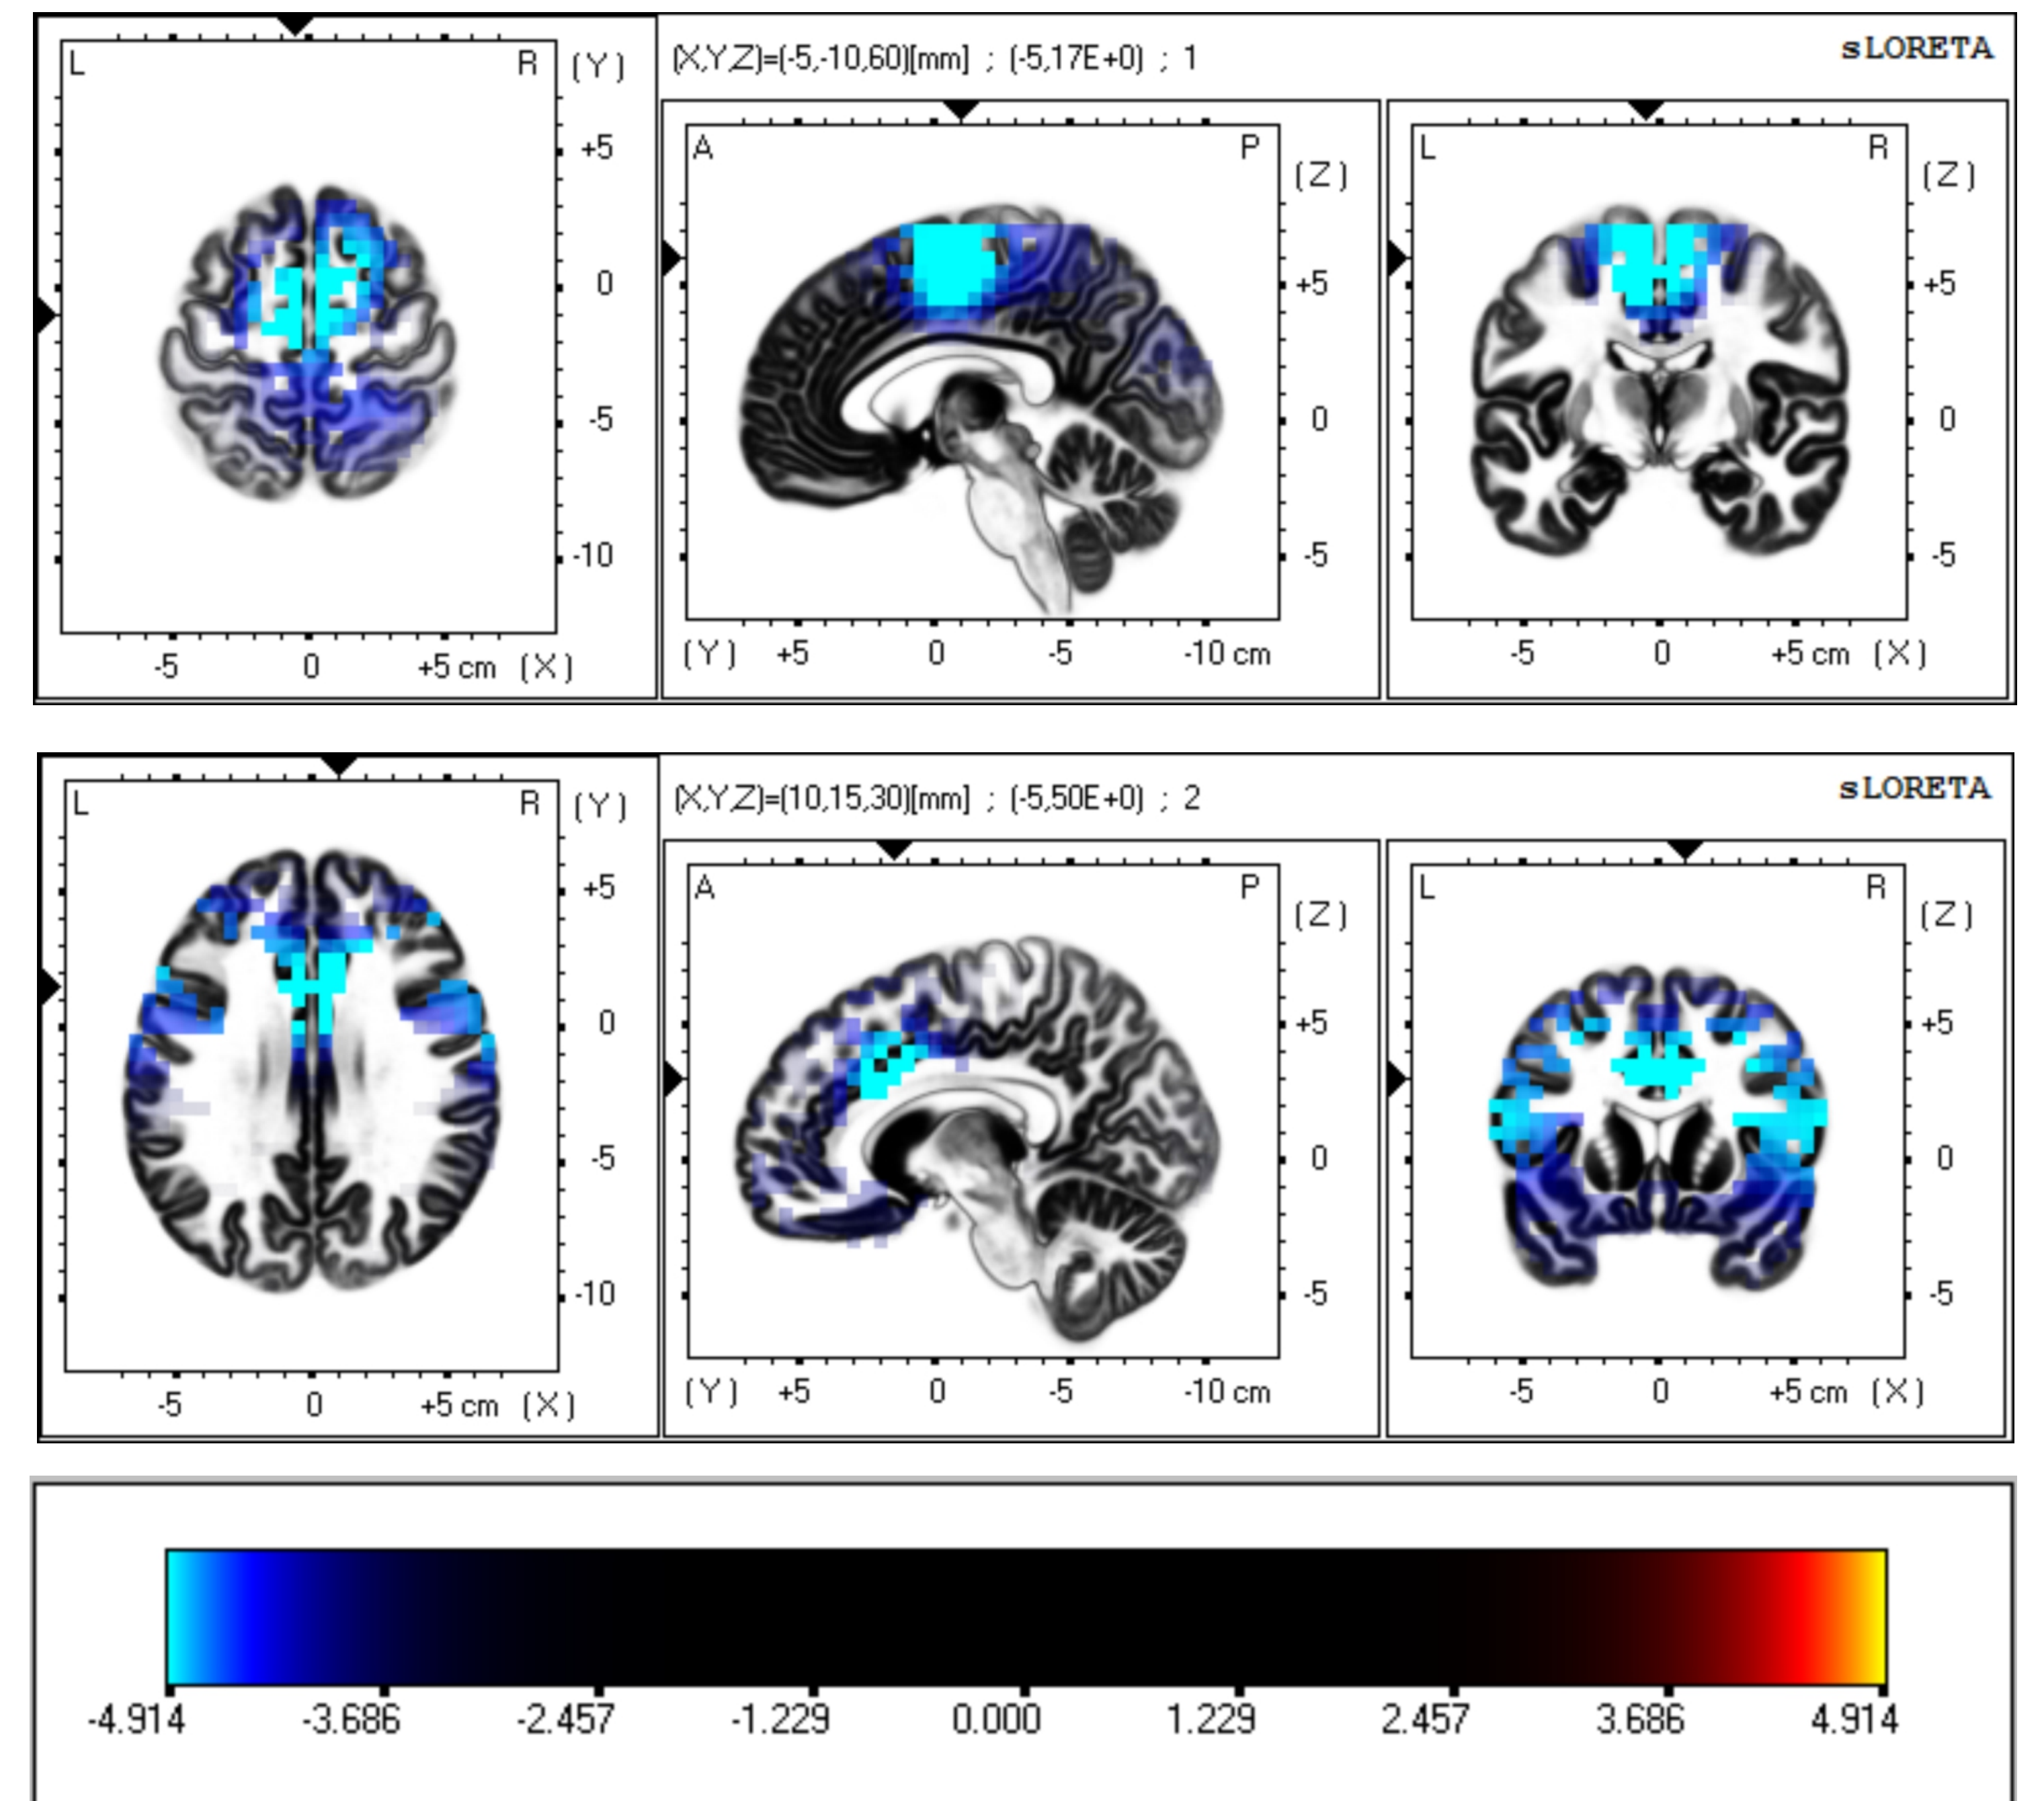 (X,Y,Z)=(-5,-10,60)[mm] ; (-5,17E+0) ; 1
sLORETA
L R (Y)
+5
0
-5
-10
-5 0 +5 cm (X)
A P (Z)
+5
0
-5
(Y) +5 0 -5 -10 cm
L R (Z)
+5
0
-5
-5 0 +5 cm (X)
(X,Y,Z)=(10,15,30)[mm] ; (-5,50E+0) ; 2
sLORETA
L R (Y)
+5
0
-5
-10
-5 0 +5 cm (X)
A P (Z)
+5
0
-5
(Y) +5 0 -5 -10 cm
L R (Z)
+5
0
-5
-5 0 +5 cm (X)
-4.914 -3.686 -2.457 -1.229 0.000 1.229 2.457 3.686 4.914